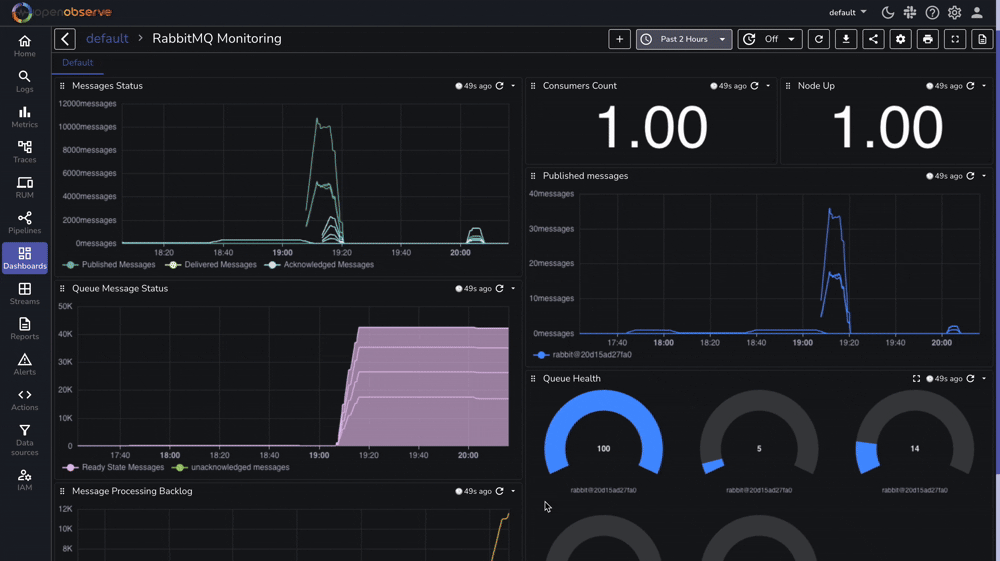 openobserve
default
default > RabbitMQ Monitoring
Past 2 Hours
Off
Default
Home
Logs
Metrics
Traces
RUM
Pipelines
Dashboards
Streams
Reports
Alerts
Actions
Data
sources
IAM
Messages Status
49s ago
12000messages
10000messages
8000messages
6000messages
4000messages
2000messages
0messages
18:20 18:40 19:00 19:20 19:40 20:00
Published Messages Delivered Messages Acknowledged Messages
Consumers Count
49s ago
1.00
Node Up
49s ago
1.00
Published messages
49s ago
40messages
30messages
20messages
10messages
0messages
17:40 18:00 18:20 18:40 19:00 19:20 19:40 20:00
rabbit@20d15ad27fa0
Queue Message Status
49s ago
50K
40K
30K
20K
10K
0
17:40 18:00 18:20 18:40 19:00 19:20 19:40 20:00
Ready State Messages unacknowledged messages
Queue Health
49s ago
100 5 14
rabbit@20d15ad27fa0 rabbit@20d15ad27fa0 rabbit@20d15ad27fa0
Message Processing Backlog
49s ago
12K
10K
8K